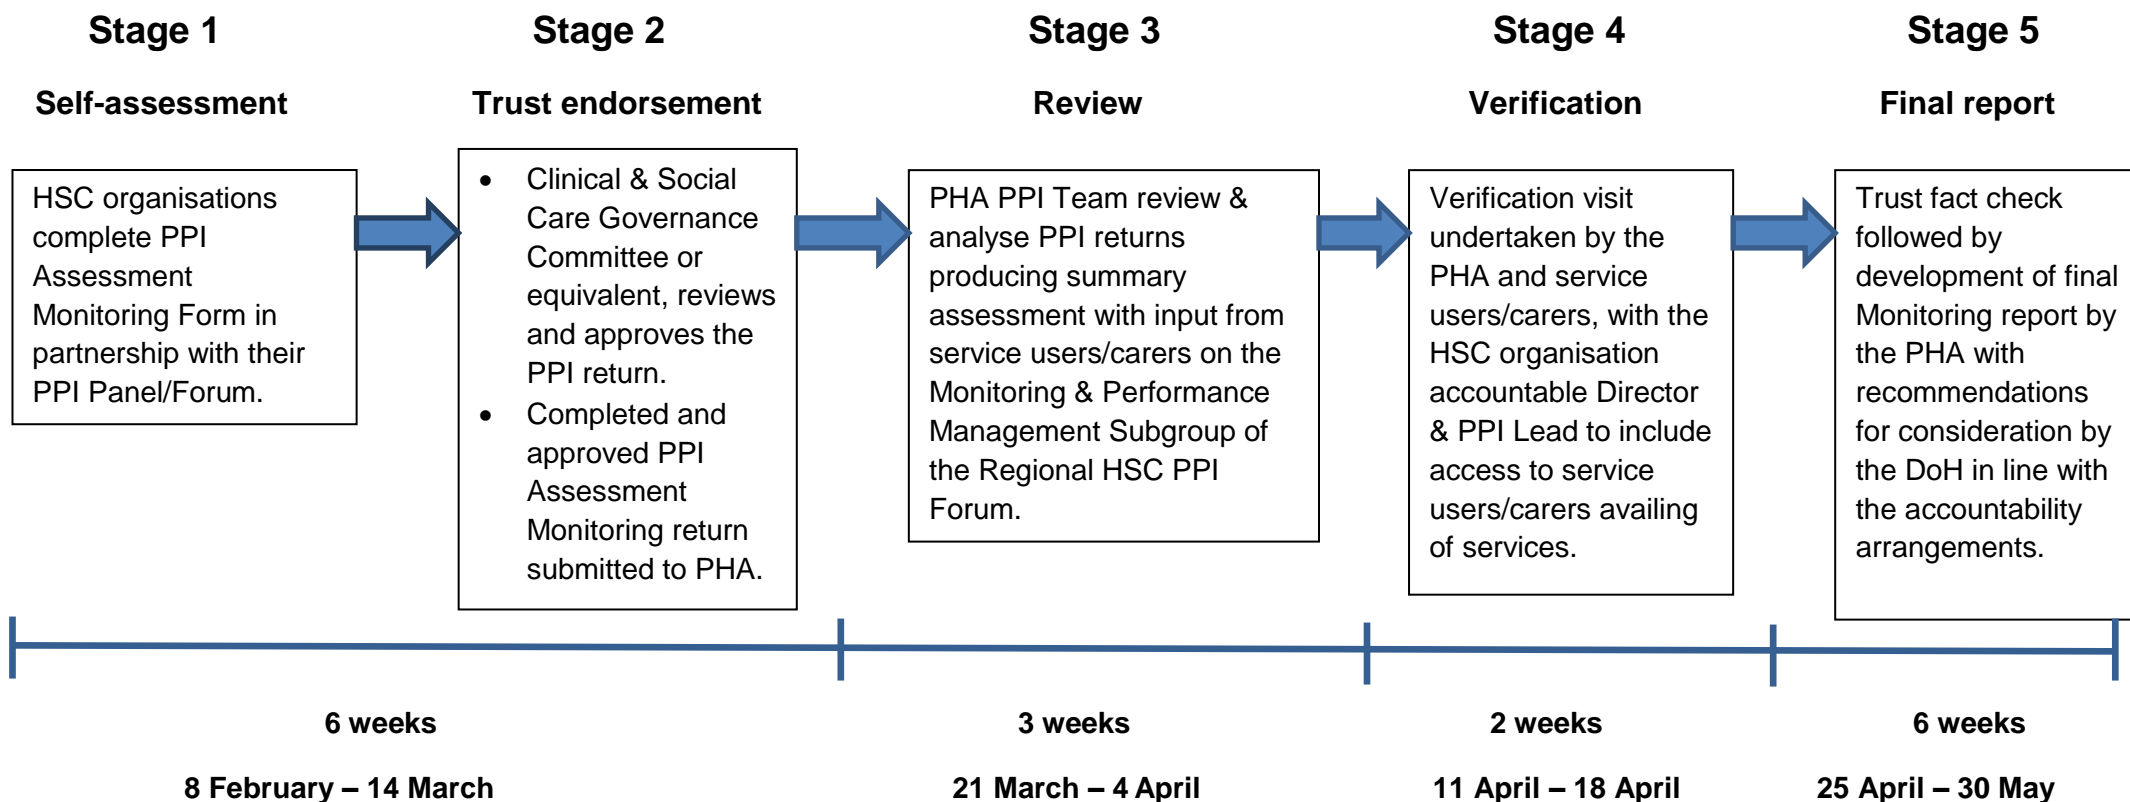 Stage 1
Self-assessment
HSC organisations
complete PPI
Assessment
Monitoring Form in
partnership with their
PPI Panel/Forum.
Stage 2
Trust endorsement
• Clinical & Social
Care Governance
Committee or
equivalent, reviews
and approves the
PPI return.
• Completed and
approved PPI
Assessment
Monitoring return
submitted to PHA.
Stage 3
Review
PHA PPI Team review &
analyse PPI returns
producing summary
assessment with input from
service users/carers on the
Monitoring & Performance
Management Subgroup of
the Regional HSC PPI
Forum.
Stage 4
Verification
Verification visit
undertaken by the
PHA and service
users/carers, with the
HSC organisation
accountable Director
& PPI Lead to include
access to service
users/carers availing
of services.
Stage 5
Final report
Trust fact check
followed by
development of final
Monitoring report by
the PHA with
recommendations
for consideration by
the DoH in line with
the accountability
arrangements.
6 weeks
8 February – 14 March
3 weeks
21 March – 4 April
2 weeks
11 April – 18 April
6 weeks
25 April – 30 May